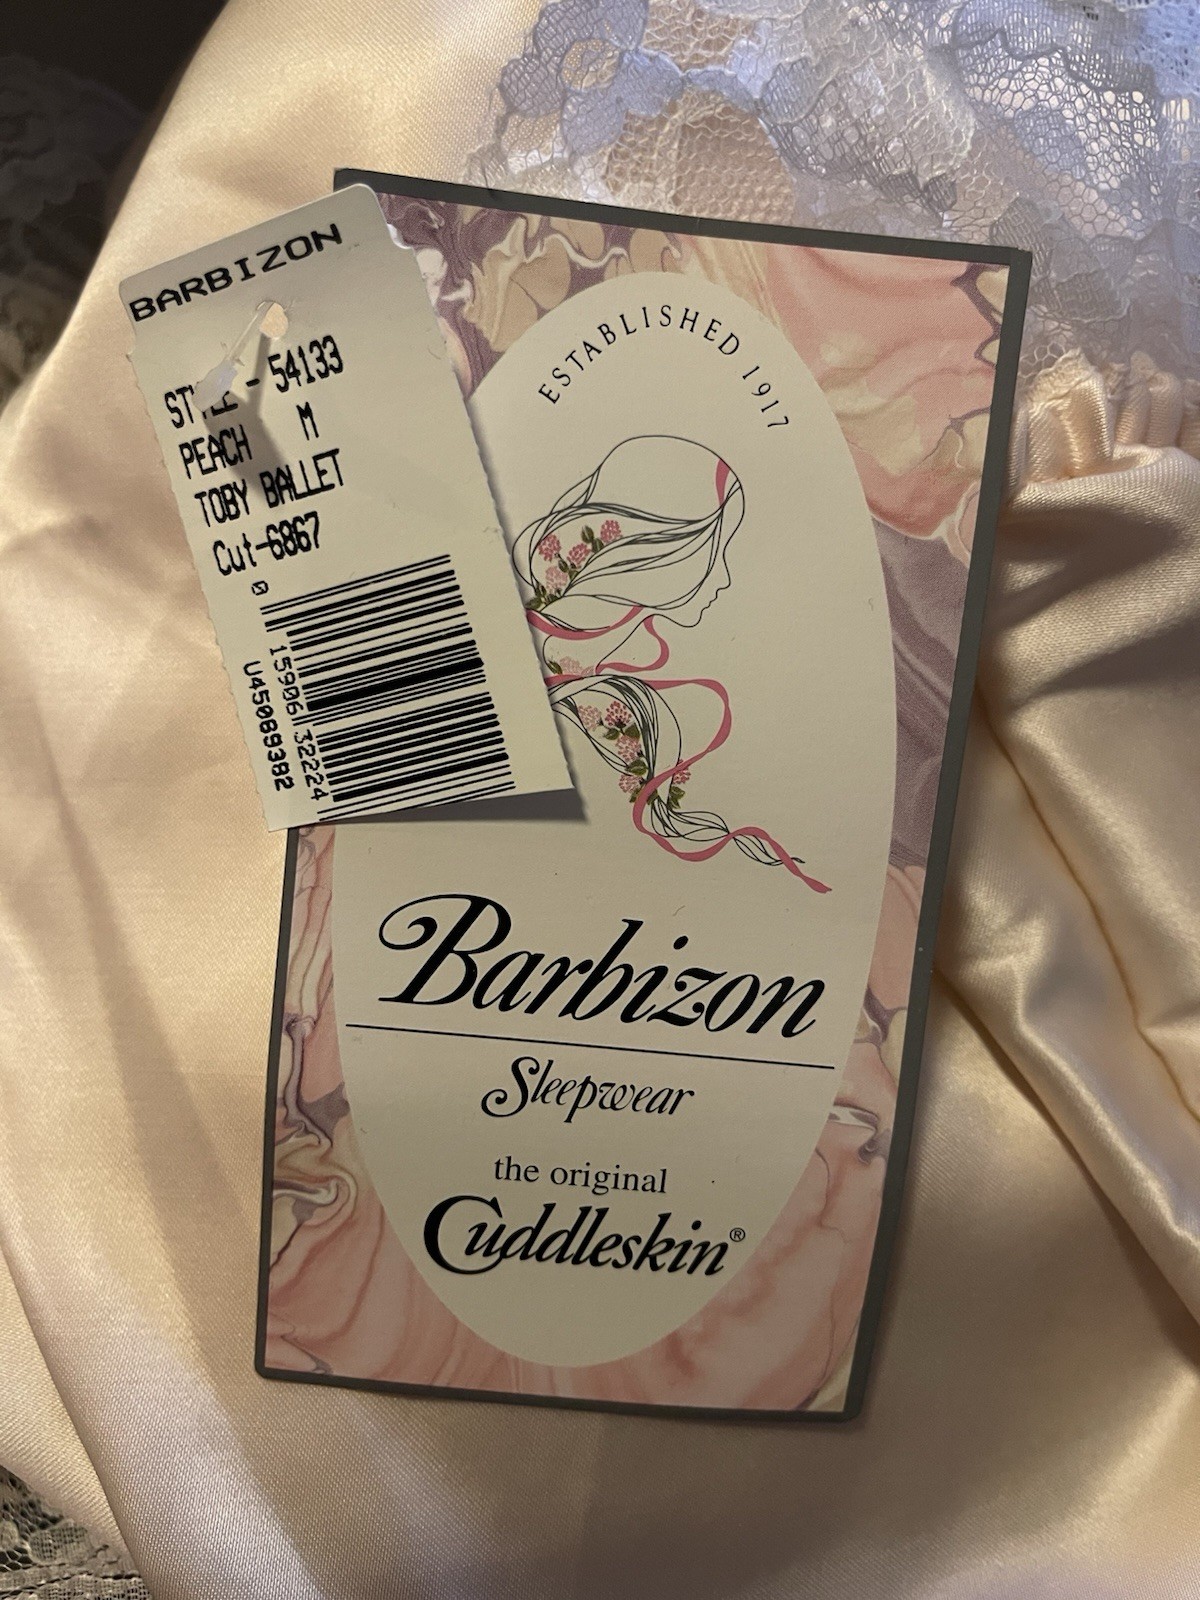 BARBIZON
STYLE - 54133
PEACH M
TOBY BALLET
Cut-6867
0 15906 32224
U45089382
ESTABLISHED 1917
Barbizon
Sleepwear
the original
Cuddleskin®